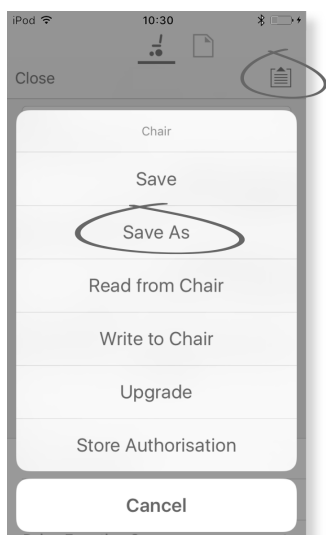 iPod 10:30
Close
Chair
Save
Save As
Read from Chair
Write to Chair
Upgrade
Store Authorisation
Cancel